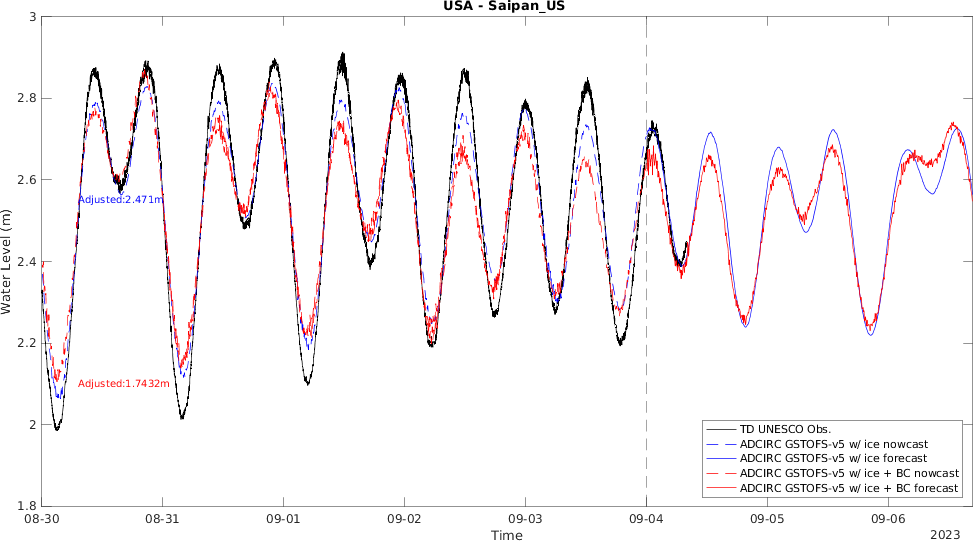 USA - Saipan_US
Water Level (m)
3
2.8
2.6
2.4
2.2
2
1.8
Adjusted:2.471m
Adjusted:1.7432m
TD UNESCO Obs.
ADCIRC GSTOFS-v5 w/ ice nowcast
ADCIRC GSTOFS-v5 w/ ice forecast
ADCIRC GSTOFS-v5 w/ ice + BC nowcast
ADCIRC GSTOFS-v5 w/ ice + BC forecast
08-30 08-31 09-01 09-02 09-03 09-04 09-05 09-06
Time
2023